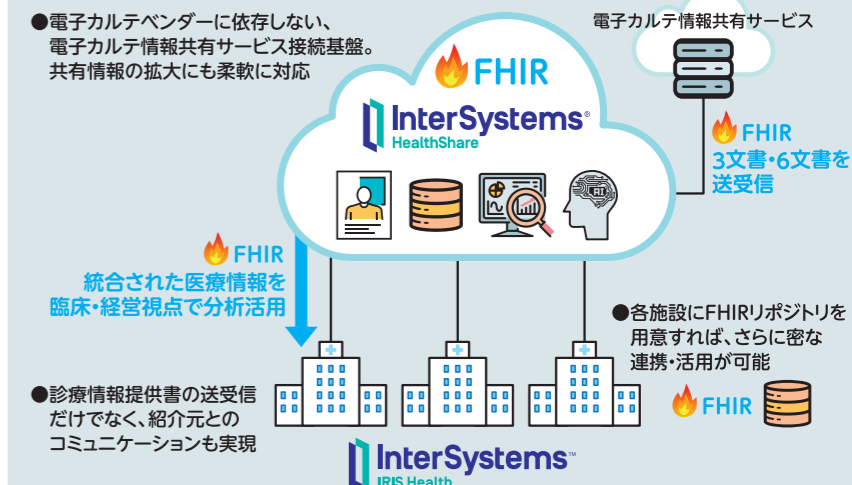 ●電子カルテベンダーに依存しない、
電子カルテ情報共有サービス接続基盤。
共有情報の拡大にも柔軟に対応
電子カルテ情報共有サービス
FHIR
InterSystems®
HealthShare
AI
FHIR
3文書・6文書を
送受信
FHIR
統合された医療情報を
臨床・経営視点で分析活用
●各施設にFHIRリポジトリを
用意すれば、さらに密な
連携・活用が可能
FHIR
●診療情報提供書の送受信
だけでなく、紹介元との
コミュニケーションも実現
InterSystems™
IRIS Health